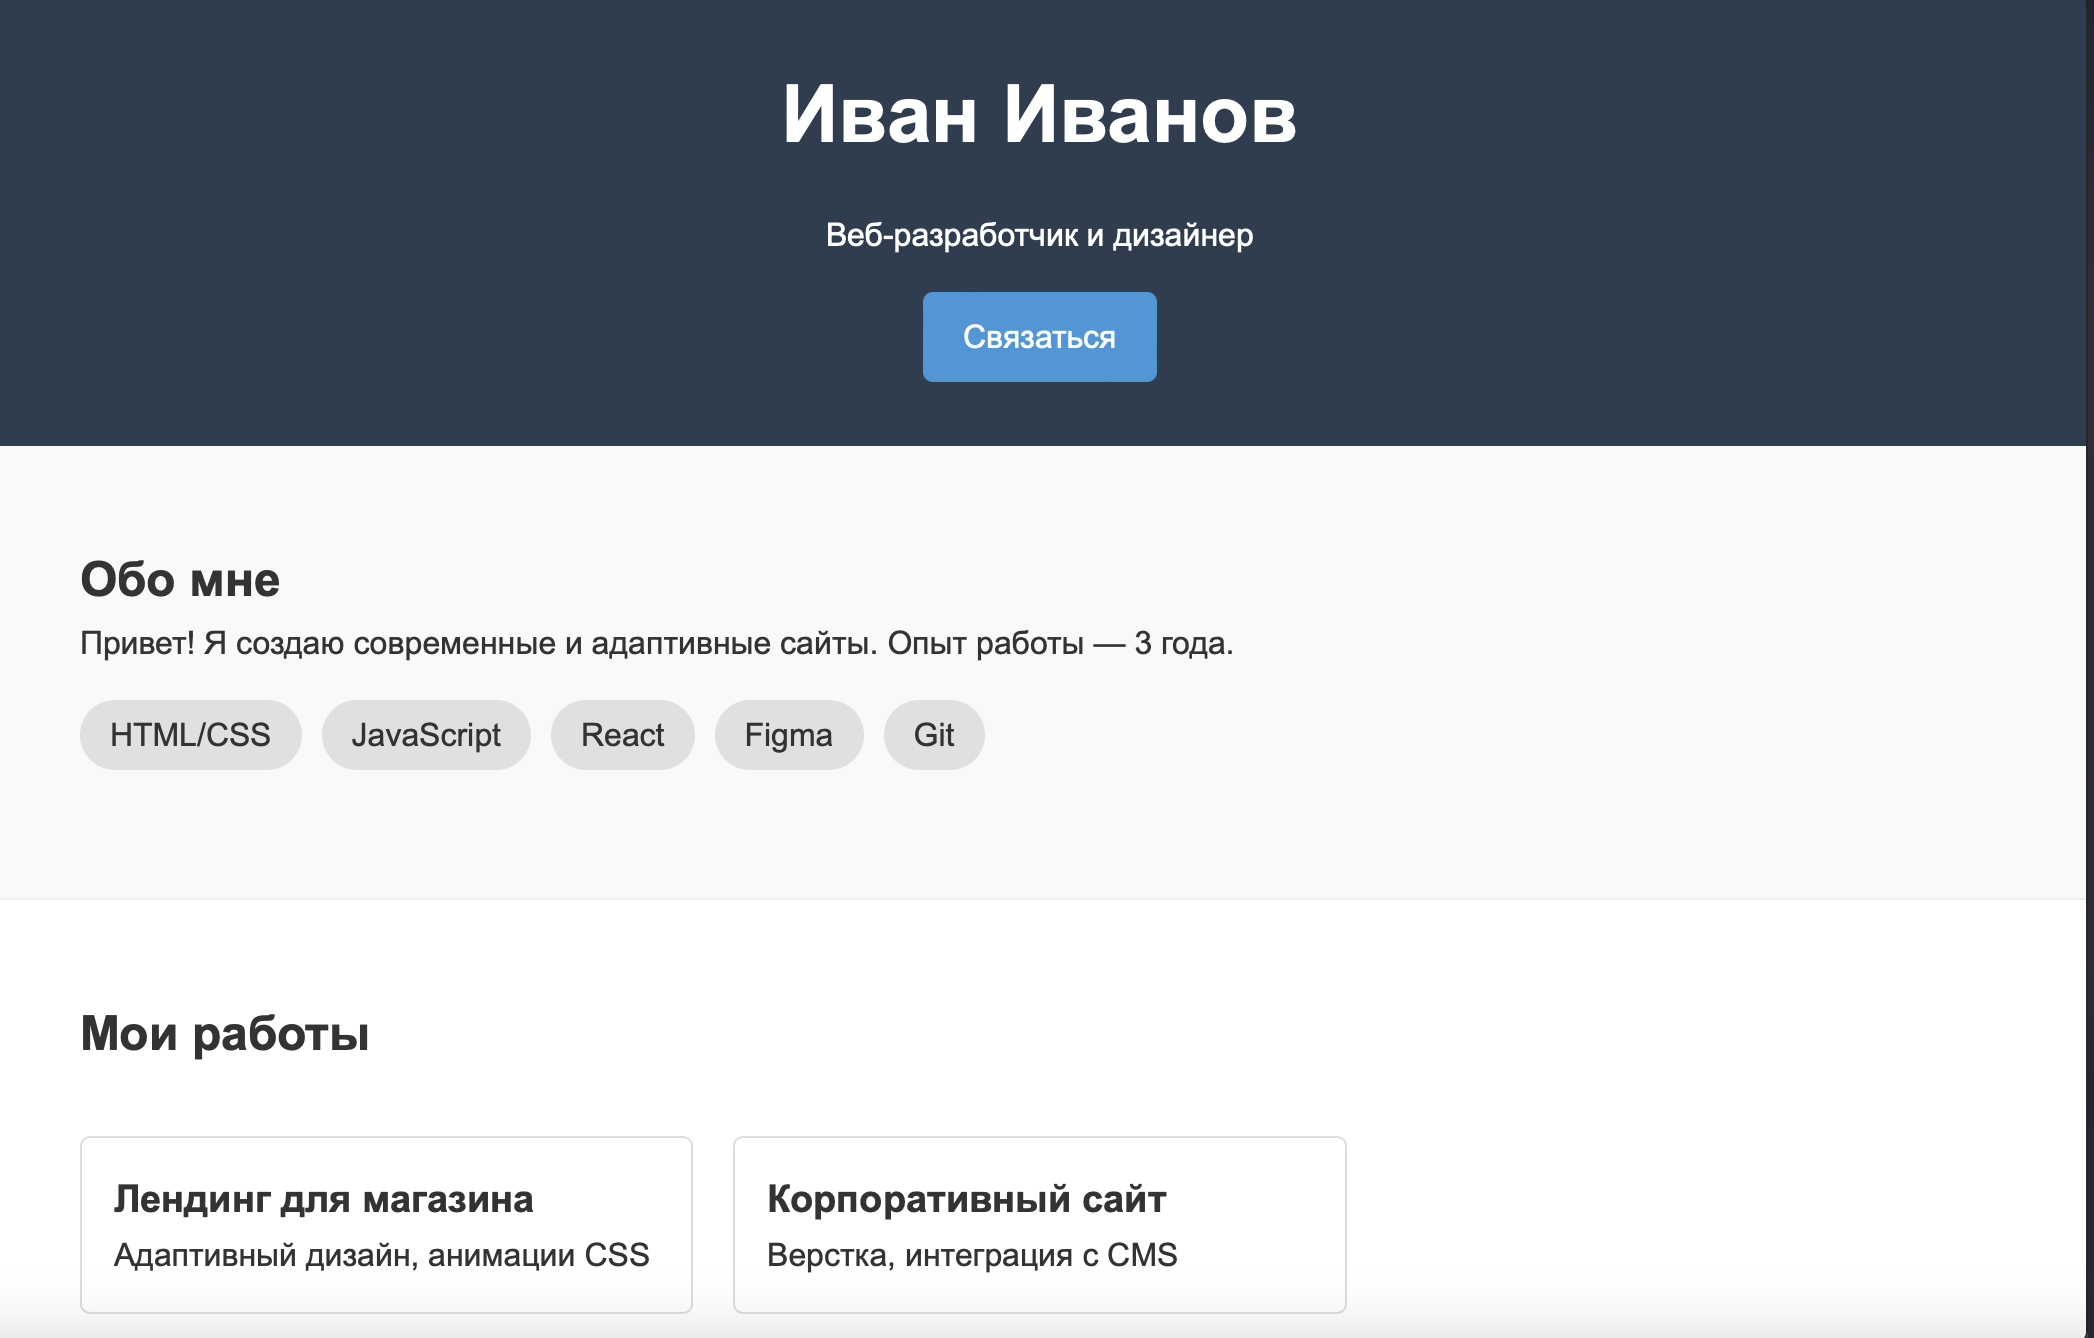 Иван Иванов
Веб-разработчик и дизайнер
Связаться
Обо мне
Привет! Я создаю современные и адаптивные сайты. Опыт работы — 3 года.
HTML/CSS JavaScript React Figma Git
Мои работы
Лендинг для магазина
Адаптивный дизайн, анимации CSS
Корпоративный сайт
Верстка, интеграция с CMS